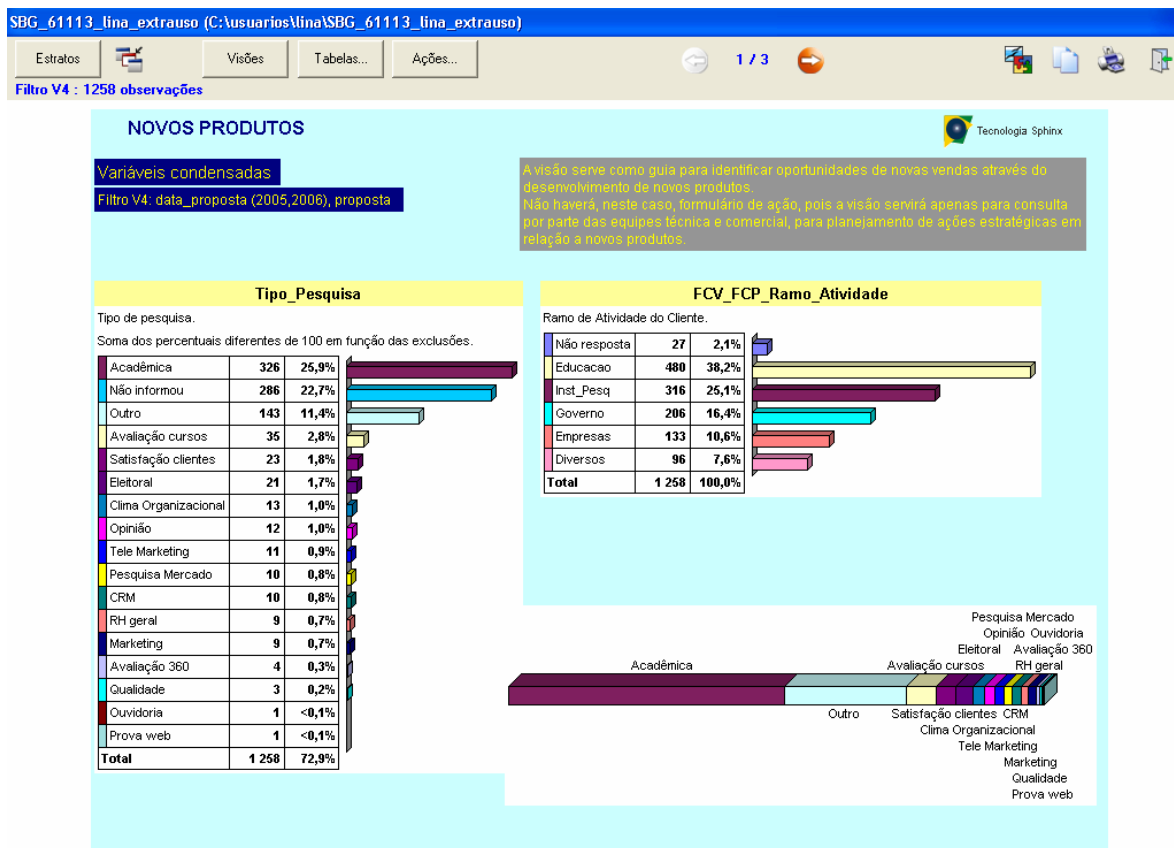 SBG_61113_lina_extrauso (C:\usuarios\lina\SBG_61113_lina_extrauso)
Estratos Visões Tabelas... Ações... 1 / 3
Filtro V4 : 1258 observações
NOVOS PRODUTOS
Tecnologia Sphinx
Variáveis condensadas
Filtro V4: data_proposta (2005,2006), proposta
A visão serve como guia para identificar oportunidades de novas vendas através do
desenvolvimento de novos produtos.
Não haverá, neste caso, formulário de ação, pois a visão servirá apenas para consulta
por parte das equipes técnica e comercial, para planejamento de ações estratégicas em
relação a novos produtos.
Tipo_Pesquisa
Tipo de pesquisa.
Soma dos percentuais diferentes de 100 em função das exclusões.
Acadêmica 326 25,9%
Não informou 286 22,7%
Outro 143 11,4%
Avaliação cursos 35 2,8%
Satisfação clientes 23 1,8%
Eleitoral 21 1,7%
Clima Organizacional 13 1,0%
Opinião 12 1,0%
Tele Marketing 11 0,9%
Pesquisa Mercado 10 0,8%
CRM 10 0,8%
RH geral 9 0,7%
Marketing 9 0,7%
Avaliação 360 4 0,3%
Qualidade 3 0,2%
Ouvidoria 1 <0,1%
Prova web 1 <0,1%
Total 1 258 72,9%
FCV_FCP_Ramo_Atividade
Ramo de Atividade do Cliente.
Não resposta 27 2,1%
Educacao 480 38,2%
Inst_Pesq 316 25,1%
Governo 206 16,4%
Empresas 133 10,6%
Diversos 96 7,6%
Total 1 258 100,0%
Pesquisa Mercado
Opinião Ouvidoria
Eleitoral Avaliação 360
Acadêmica Avaliação cursos RH geral
Outro Satisfação clientes CRM
Clima Organizacional
Tele Marketing
Marketing
Qualidade
Prova web